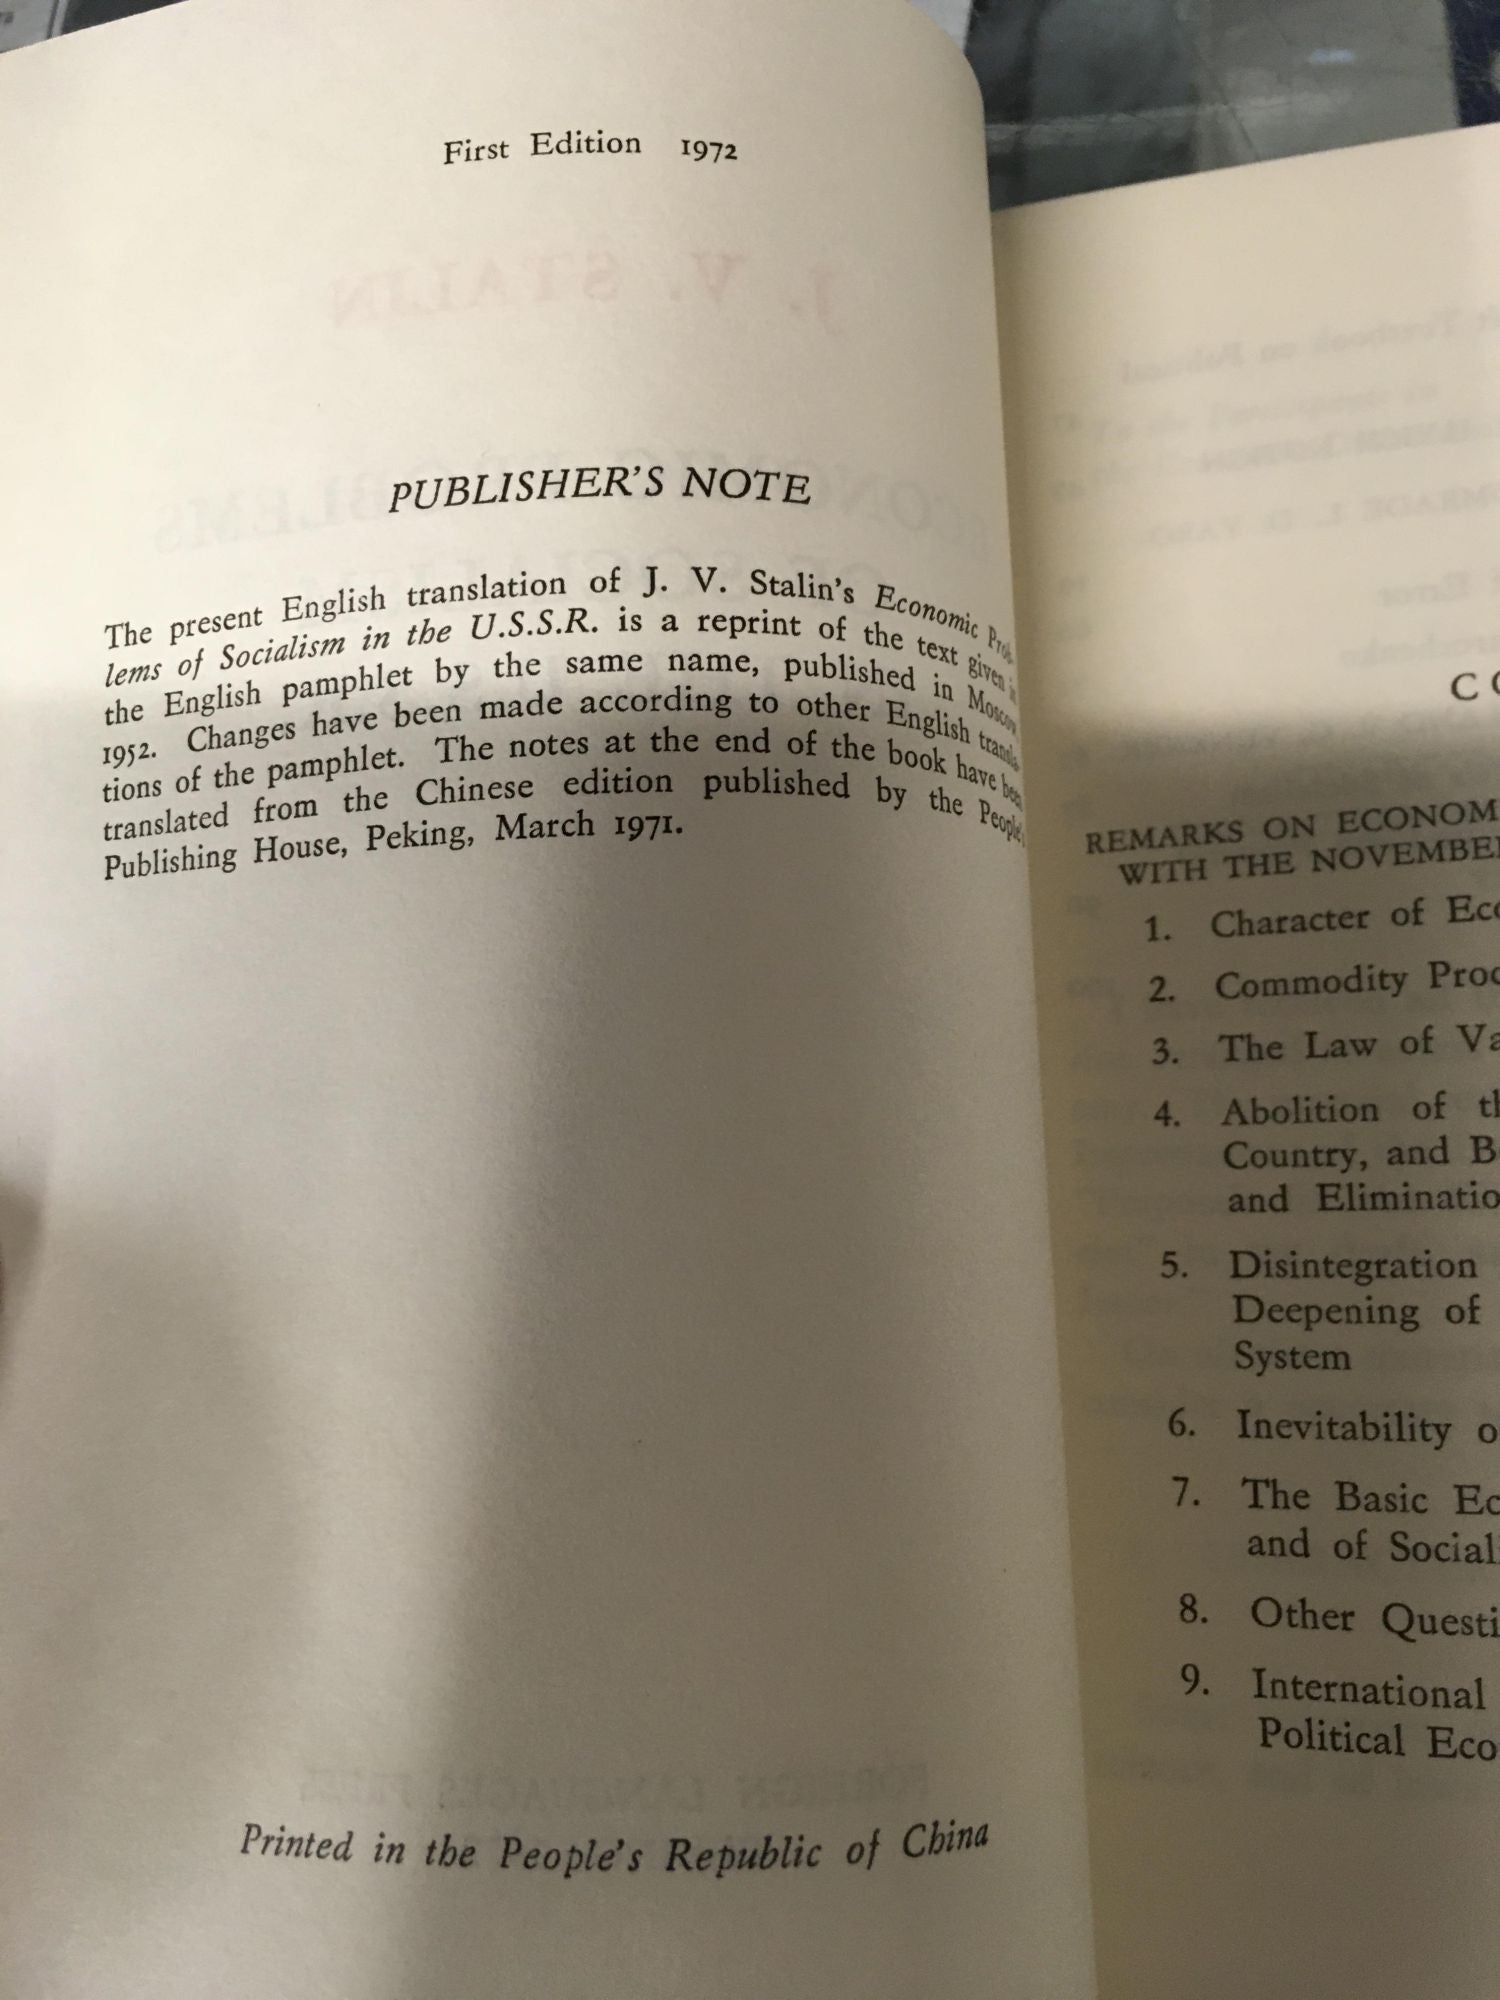 First Edition 1972
PUBLISHER'S NOTE
The present English translation of J. V. Stalin's Economic Prob-
lems of Socialism in the U.S.S.R. is a reprint of the text given in
the English pamphlet by the same name, published in Moscow
1952. Changes have been made according to other English transla-
tions of the pamphlet. The notes at the end of the book have been
translated from the Chinese edition published by the People's
Publishing House, Peking, March 1971.
Printed in the People's Republic of China
REMARKS ON ECONOM
WITH THE NOVEMBE
1. Character of Eco
2. Commodity Proc
3. The Law of Va
4. Abolition of th
Country, and B
and Eliminatio
5. Disintegration
Deepening of
System
6. Inevitability o
7. The Basic Ec
and of Social
8. Other Questi
9. International
Political Eco